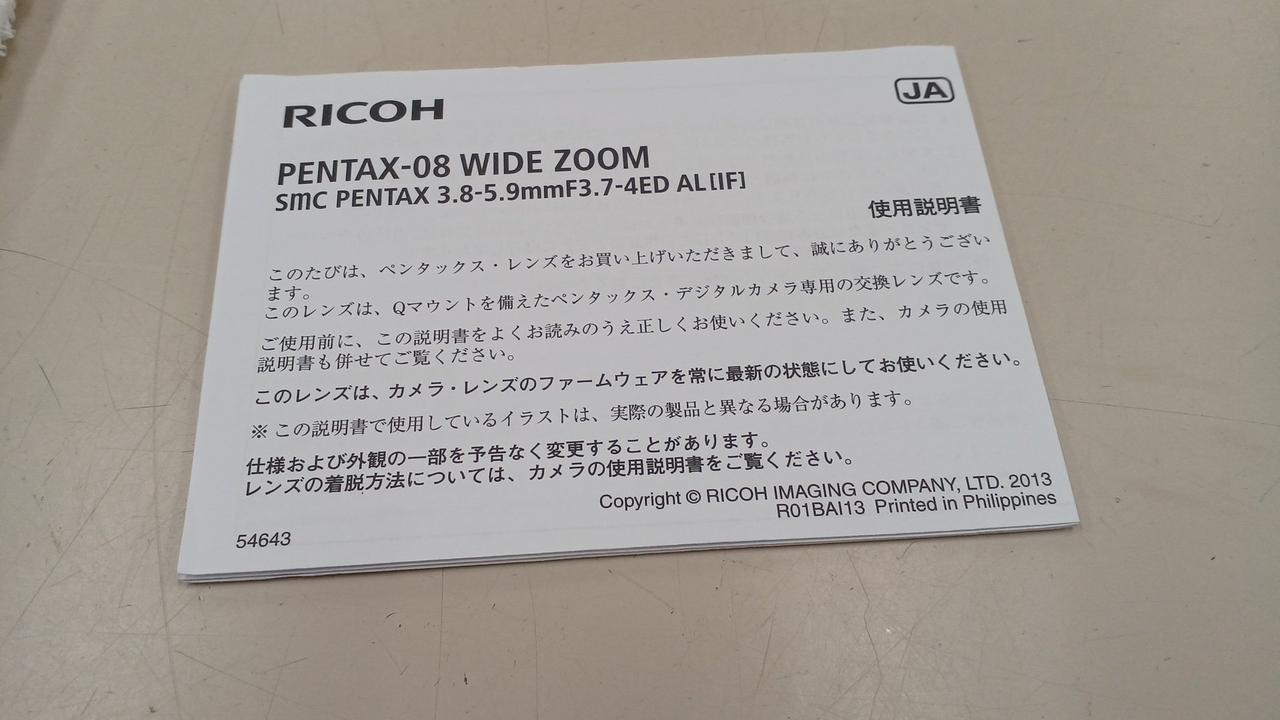 RICOH
JA
PENTAX-08 WIDE ZOOM
smc PENTAX 3.8-5.9mmF3.7-4ED AL[IF]
使用説明書
このたびは、ペンタックス・レンズをお買い上げいただきまして、誠にありがとうござい
ます。
このレンズは、Qマウントを備えたペンタックス・デジタルカメラ専用の交換レンズです。
ご使用前に、この説明書をよくお読みのうえ正しくお使いください。また、カメラの使用
説明書も併せてご覧ください。
このレンズは、カメラ・レンズのファームウェアを常に最新の状態にしてお使いください。
※ この説明書で使用しているイラストは、実際の製品と異なる場合があります。
仕様および外観の一部を予告なく変更することがあります。
レンズの着脱方法については、カメラの使用説明書をご覧ください。
Copyright © RICOH IMAGING COMPANY, LTD. 2013
R01BAI13 Printed in Philippines
54643